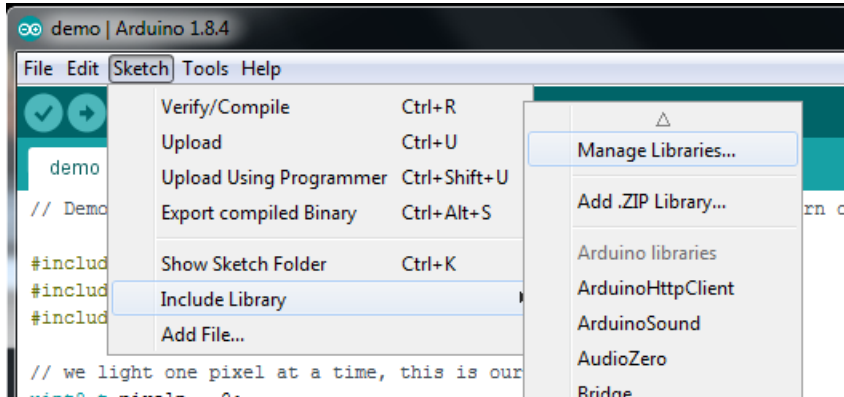 demo | Arduino 1.8.4
File Edit Sketch Tools Help
Verify/Compile Ctrl+R
Upload Ctrl+U
Upload Using Programmer Ctrl+Shift+U
Export compiled Binary Ctrl+Alt+S
Show Sketch Folder Ctrl+K
Include Library
Add File...
Manage Libraries...
Add .ZIP Library...
Arduino libraries
ArduinoHttpClient
ArduinoSound
AudioZero
Bridge
demo
// Demo
#includ
#includ
#includ
// we light one pixel at a time, this is our